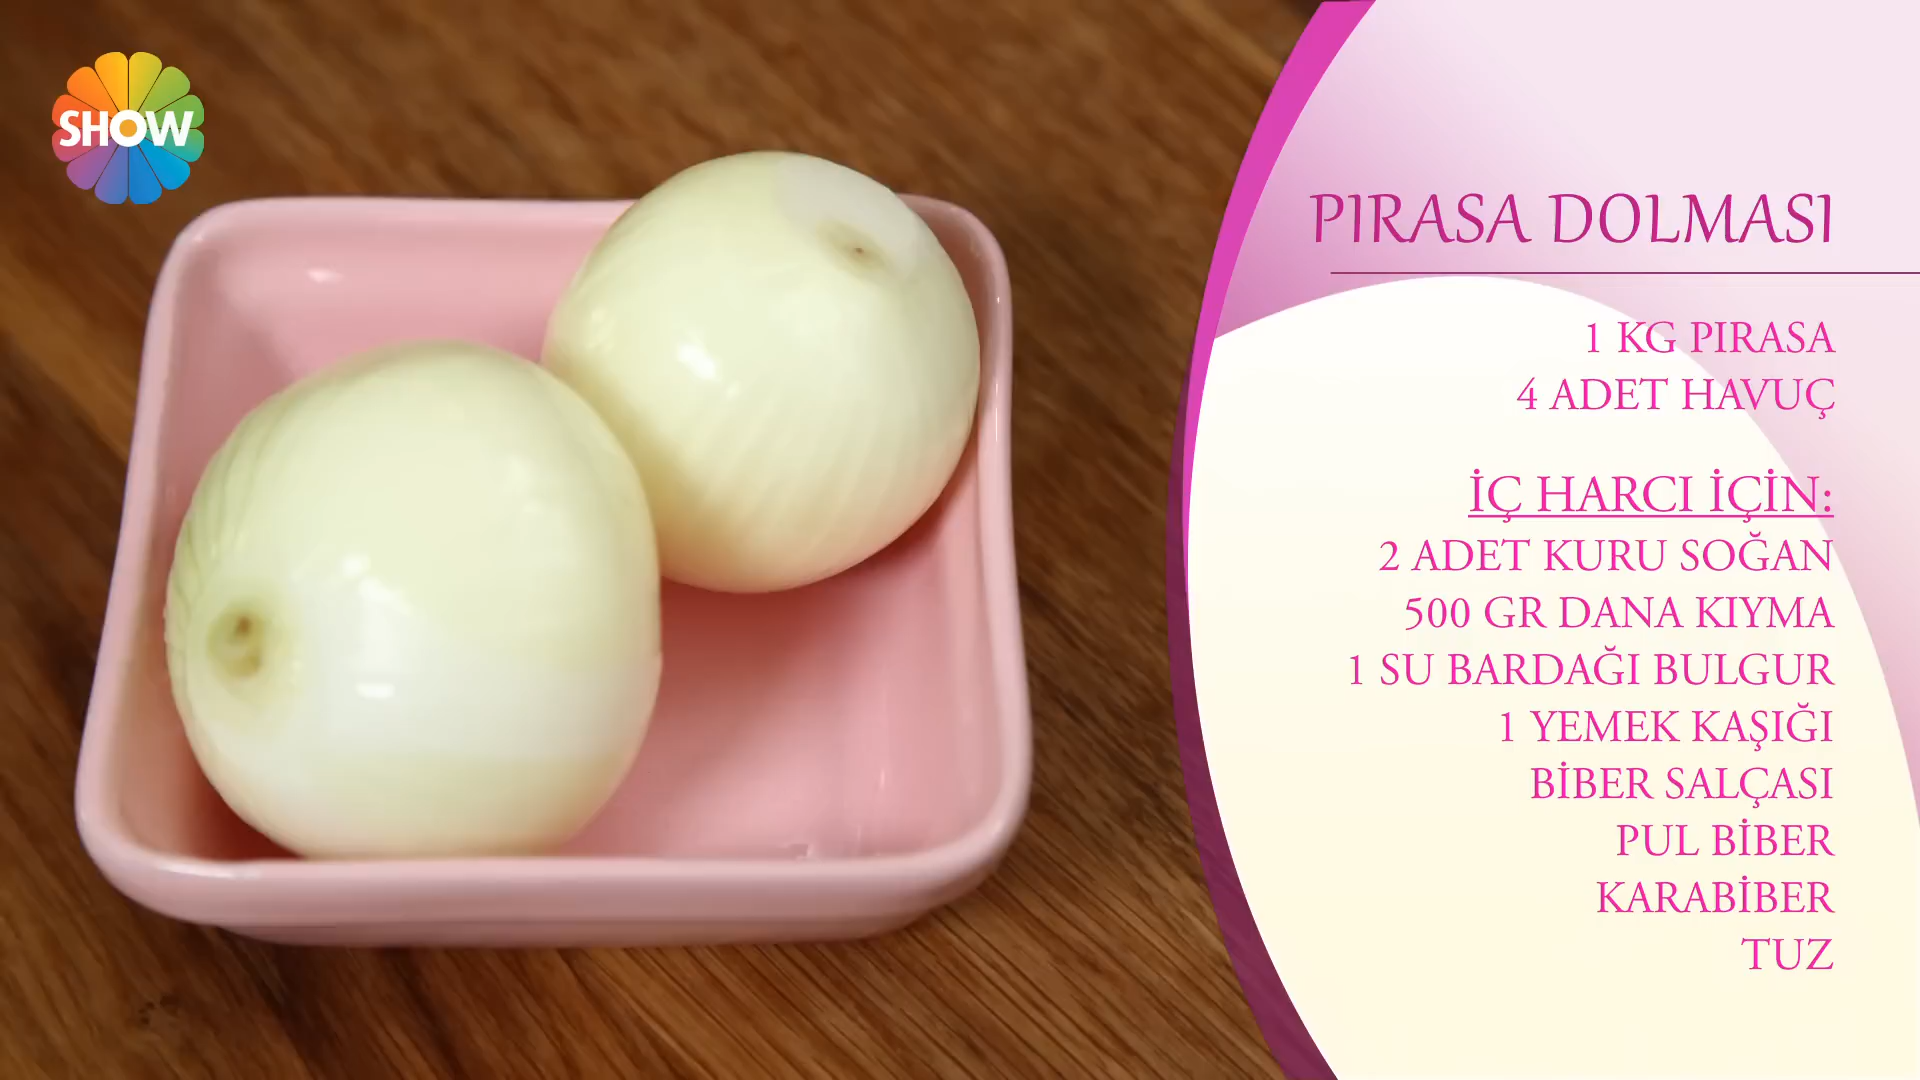 SHOW
PIRASA DOLMASI
1 KG PIRASA
4 ADET HAVUÇ
İÇ HARCI İÇİN:
2 ADET KURU SOĞAN
500 GR DANA KIYMA
1 SU BARDAĞI BULGUR
1 YEMEK KAŞIĞI
BİBER SALÇASI
PUL BİBER
KARABİBER
TUZ